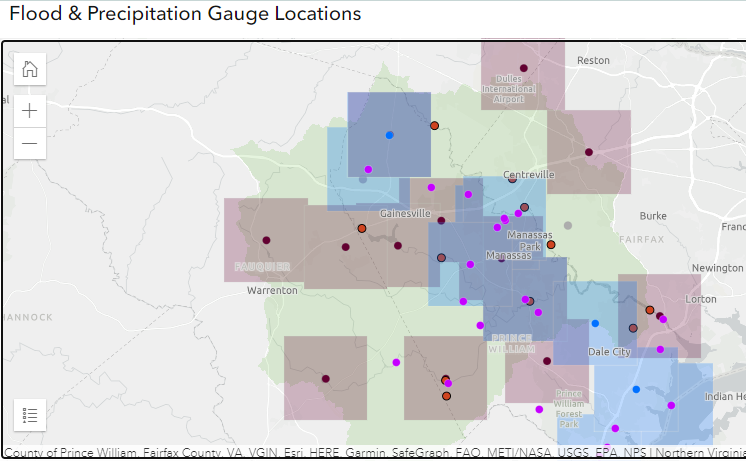 Flood & Precipitation Gauge Locations
Reston
al
Dulles
International
Airport
Centreville
Gainesville
Burke
Franc
FAIRFAX
Manassas
Park
Manassas
FAUQUIER
Newington
Warrenton
Lorton
HANNOCK
PRINCE
WILLIAM
Dale City
Prince
William
Forest
Park
Indian He
County of Prince William, Fairfax County, VA, VGIN, Esri, HERE, Garmin, SafeGraph, FAO, METI/NASA, USGS, EPA, NPS | Northern Virginia